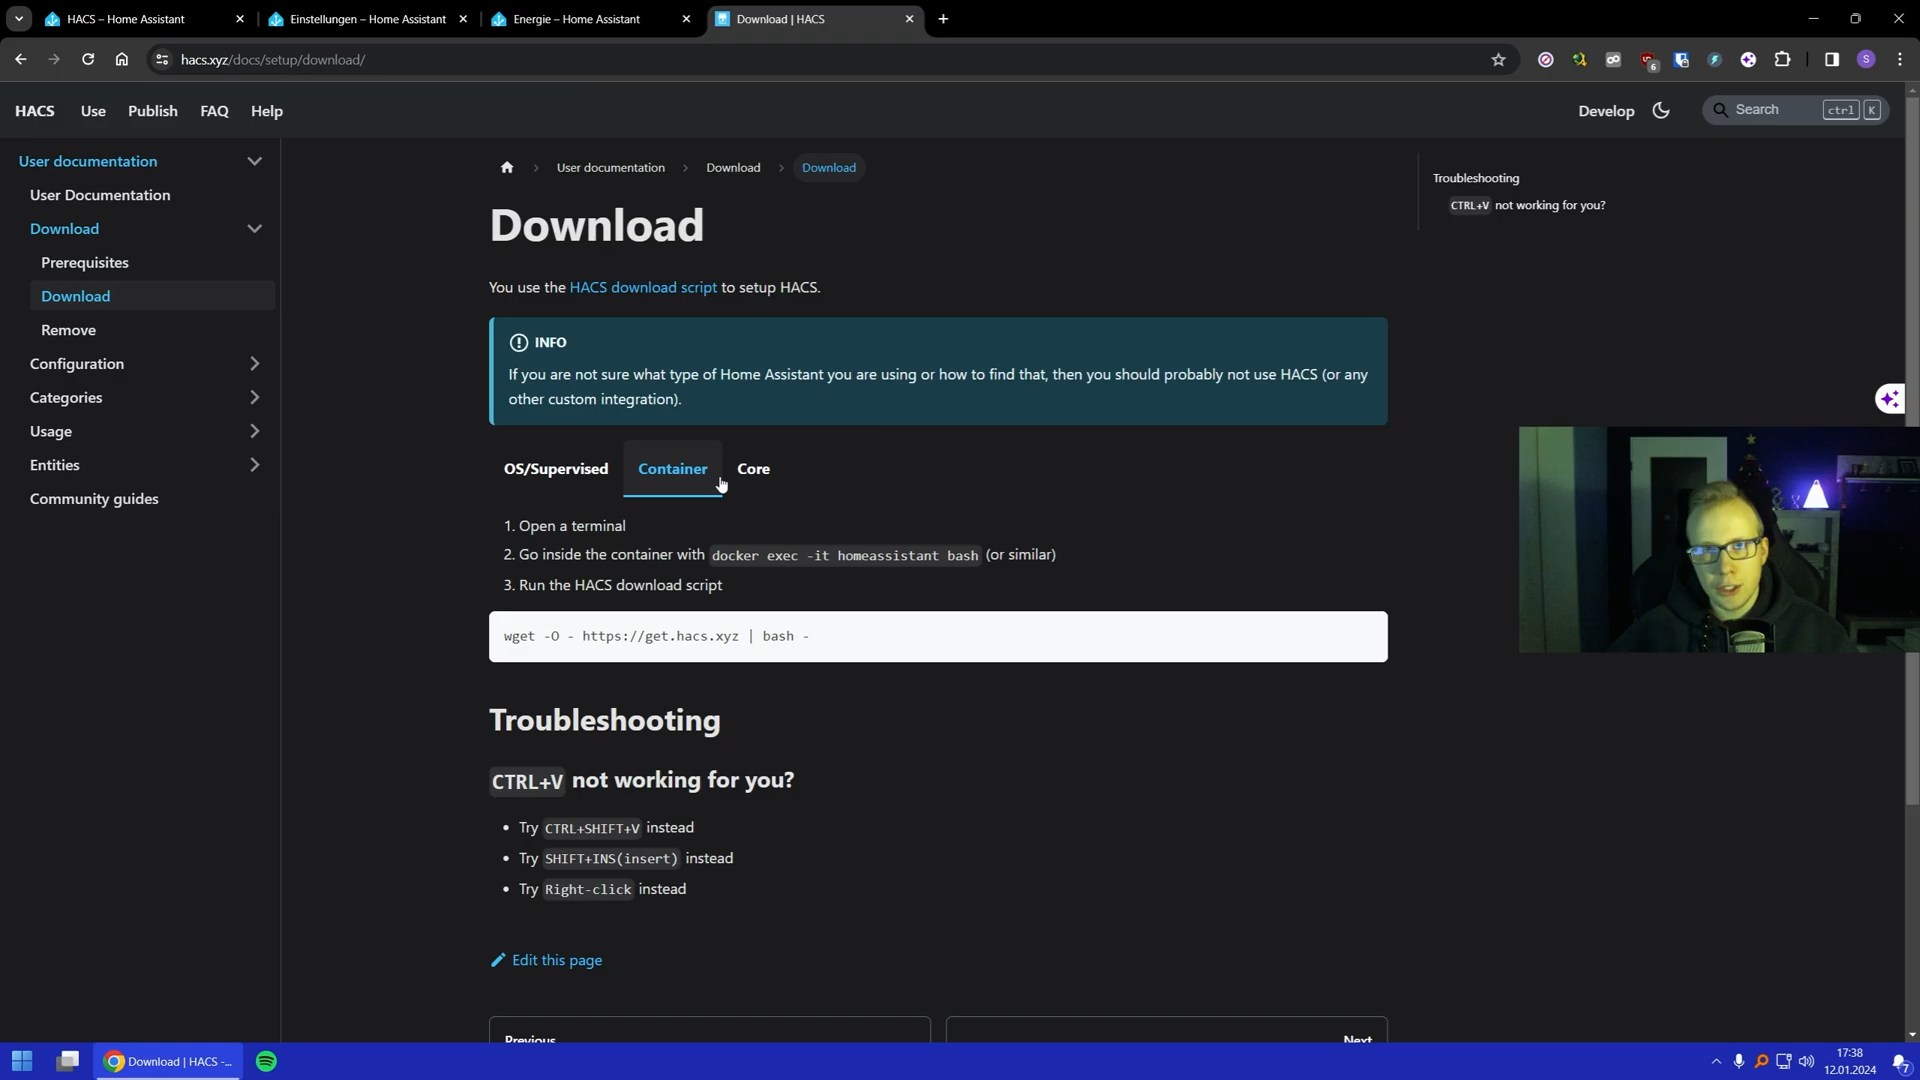 HACS – Home Assistant
Einstellungen – Home Assistant
Energie – Home Assistant
Download | HACS
hacs.xyz/docs/setup/download/
6
S
HACS
Use
Publish
FAQ
Help
Develop
Search
ctrl
K
User documentation
User Documentation
Download
Prerequisites
Download
Remove
Configuration
Categories
Usage
Entities
Community guides
User documentation
Download
Download
Download
You use the HACS download script to setup HACS.
INFO
If you are not sure what type of Home Assistant you are using or how to find that, then you should probably not use HACS (or any
other custom integration).
OS/Supervised
Container
Core
1. Open a terminal
2. Go inside the container with docker exec -it homeassistant bash (or similar)
3. Run the HACS download script
wget -O - https://get.hacs.xyz | bash -
Troubleshooting
CTRL+V not working for you?
• Try CTRL+SHIFT+V instead
• Try SHIFT+INS(insert) instead
• Try Right-click instead
Edit this page
Previous
Next
Troubleshooting
CTRL+V not working for you?
Download | HACS -...
17:38
12.01.2024
7